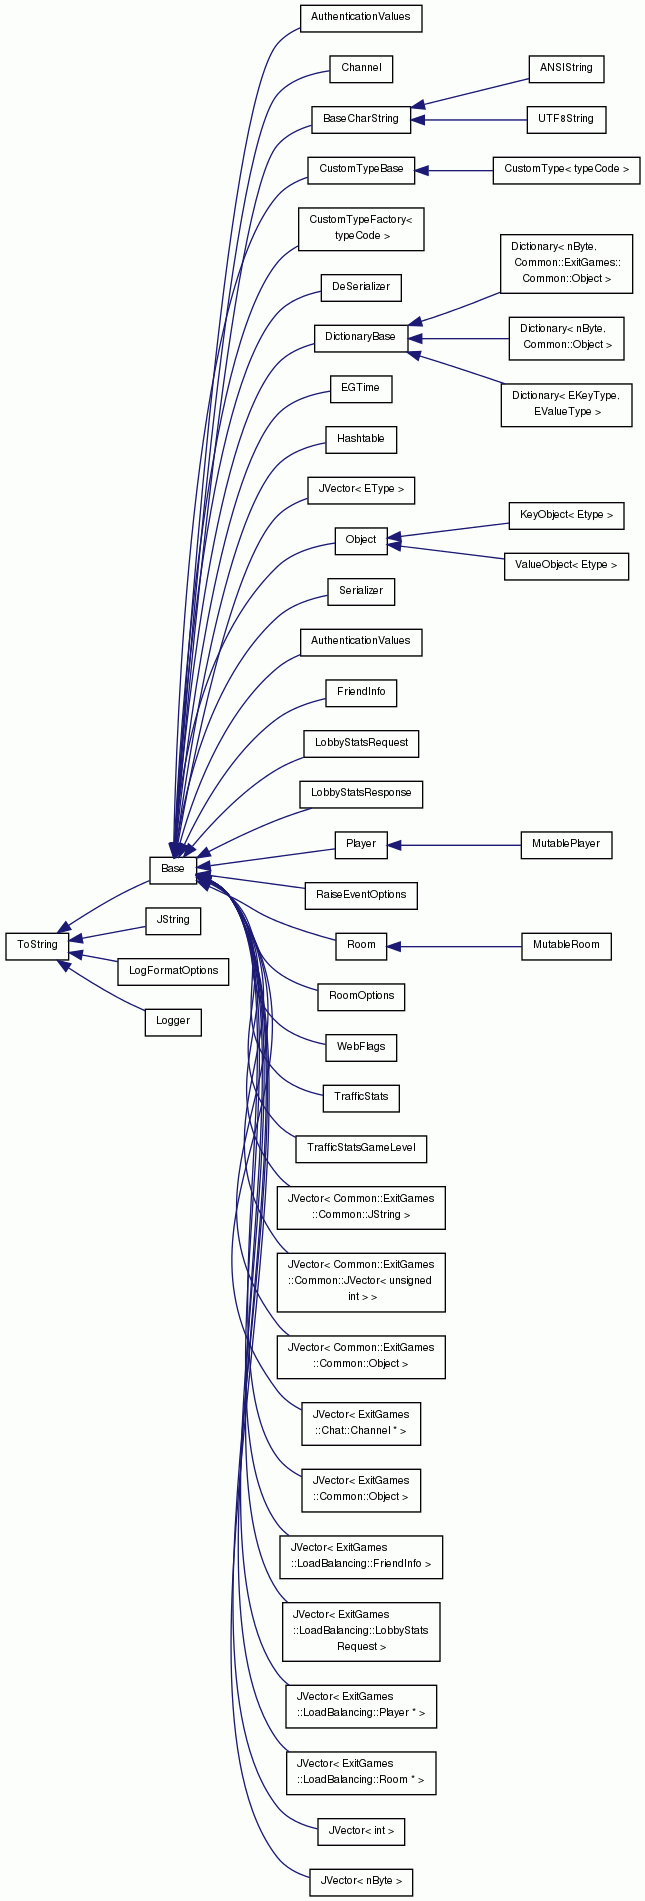 AuthenticationValues
Channel
ANSIString
BaseCharString
UTF8String
CustomTypeBase
CustomType< typeCode >
CustomTypeFactory<
typeCode >
Dictionary< nByte,
Common::ExitGames::
Common::Object >
DeSerializer
DictionaryBase
Dictionary< nByte,
Common::Object >
EGTime
Dictionary< EKeyType,
EValueType >
Hashtable
JVector< EType >
KeyObject< Etype >
Object
ValueObject< Etype >
Serializer
AuthenticationValues
FriendInfo
LobbyStatsRequest
LobbyStatsResponse
Player
MutablePlayer
Base
RaiseEventOptions
JString
ToString
Room
MutableRoom
LogFormatOptions
RoomOptions
Logger
WebFlags
TrafficStats
TrafficStatsGameLevel
JVector< Common::ExitGames
::Common::JString >
JVector< Common::ExitGames
::Common::JVector< unsigned
int > >
JVector< Common::ExitGames
::Common::Object >
JVector< ExitGames
::Chat::Channel * >
JVector< ExitGames
::Common::Object >
JVector< ExitGames
::LoadBalancing::FriendInfo >
JVector< ExitGames
::LoadBalancing::LobbyStats
Request >
JVector< ExitGames
::LoadBalancing::Player * >
JVector< ExitGames
::LoadBalancing::Room * >
JVector< int >
JVector< nByte >